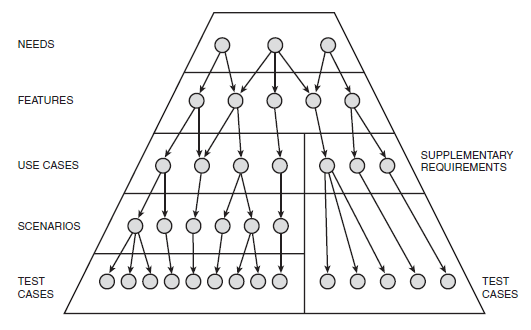 NEEDS
FEATURES
USE CASES
SUPPLEMENTARY
REQUIREMENTS
SCENARIOS
TEST
CASES
TEST
CASES